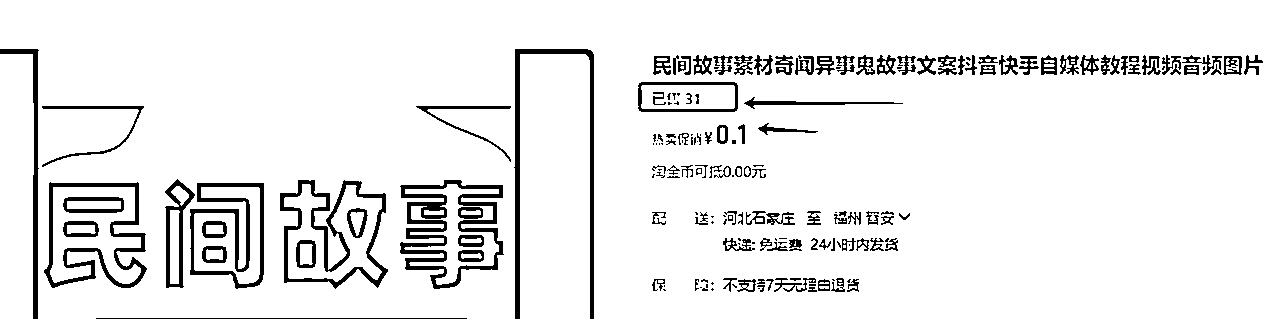 民间故事
民间故事素材奇闻异事鬼故事文案抖音快手自媒体教程视频音频图片
已售 31
热卖促销¥0.1
淘金币可抵0.00元
配 送: 河北石家庄 至 福州
快递: 免运费 24小时内发货
保 障: 不支持7天无理由退货